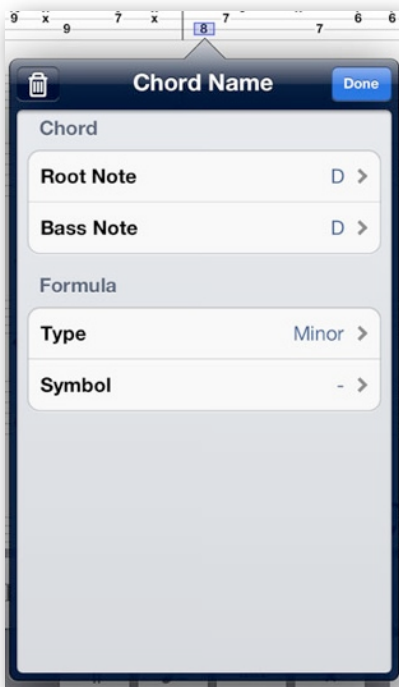 9 x 7 x 7 6 6
9 8 7
Chord Name Done
Chord
Root Note D
Bass Note D
Formula
Type Minor
Symbol -